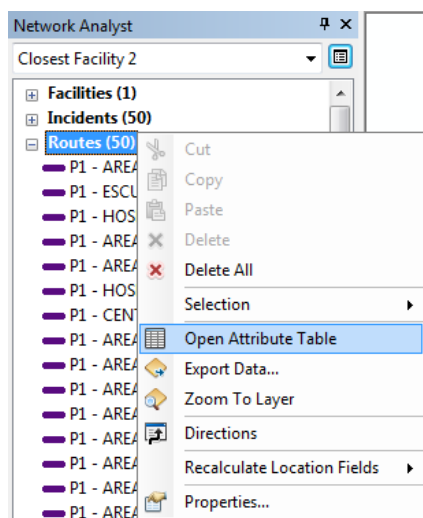 Network Analyst
Closest Facility 2
Facilities (1)
Incidents (50)
Routes (50)
P1 - AREA
P1 - ESCU
P1 - HOS
P1 - AREA
P1 - AREA
P1 - HOS
P1 - CENT
P1 - AREA
P1 - AREA
P1 - AREA
P1 - AREA
P1 - AREA
P1 - AREA
P1 - AREA
P1 - AREA
Cut
Copy
Paste
Delete
Delete All
Selection
Open Attribute Table
Export Data...
Zoom To Layer
Directions
Recalculate Location Fields
Properties...